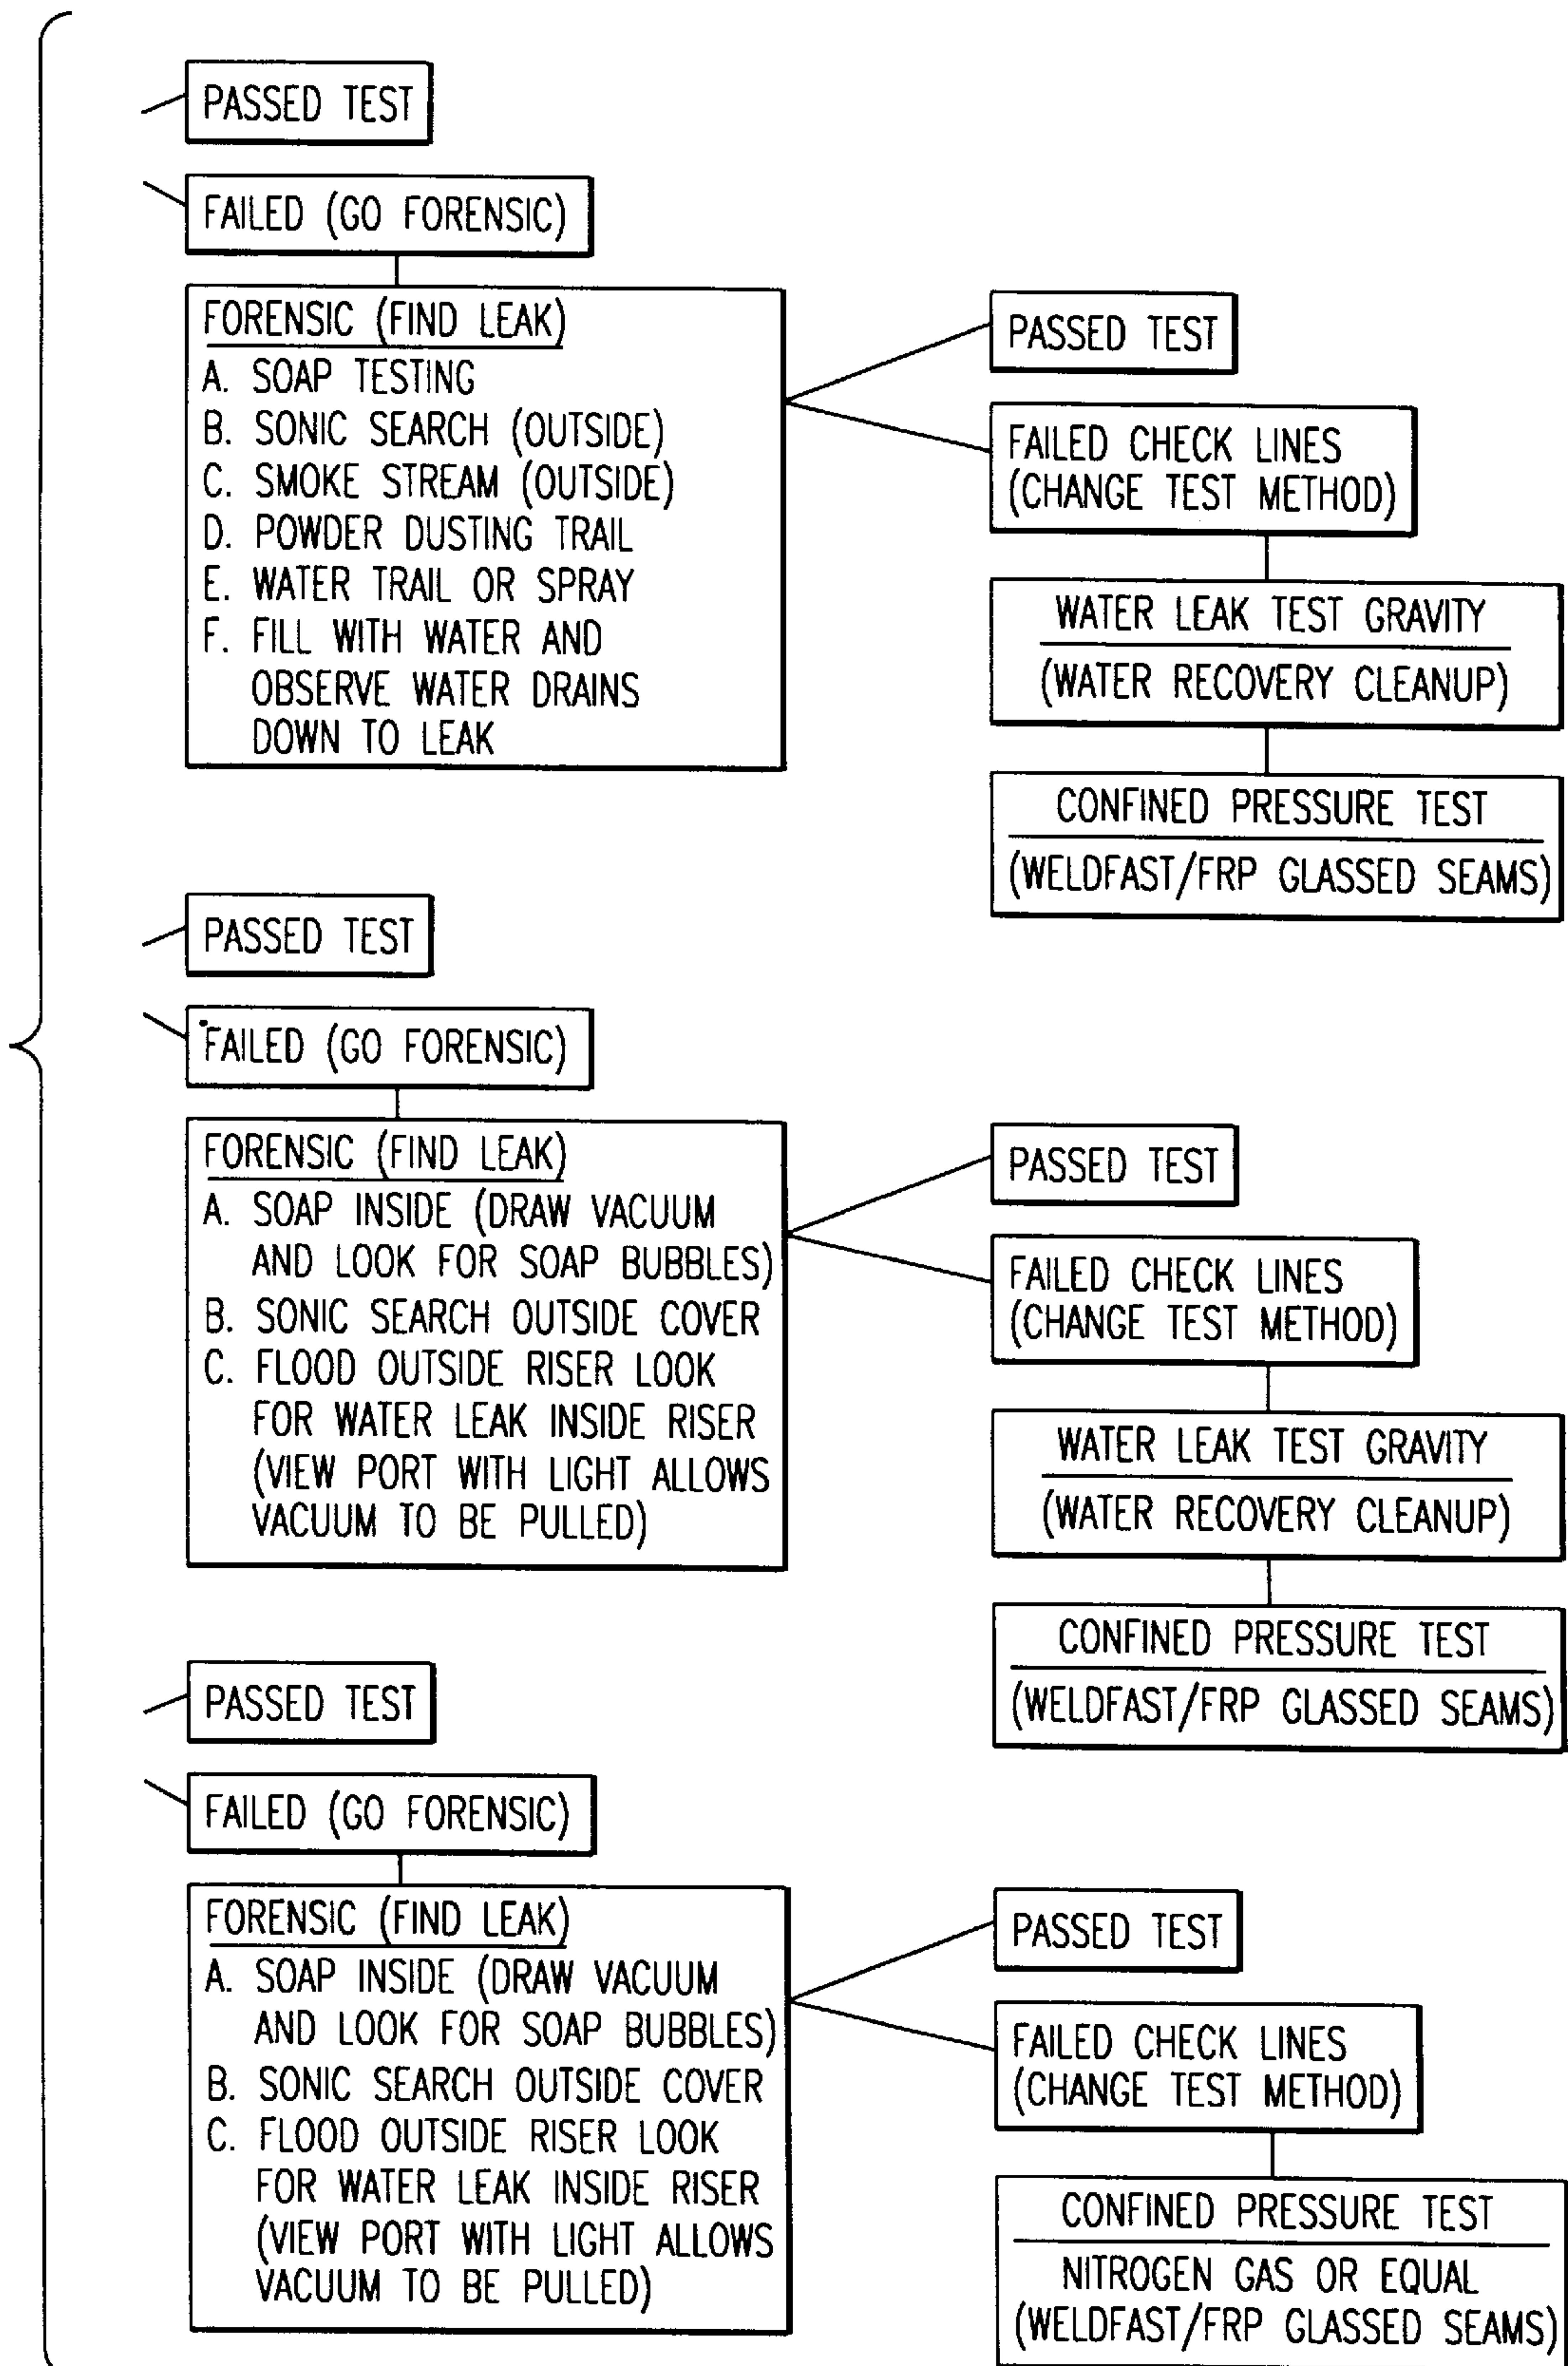 PASSED TEST
FAILED (GO FORENSIC)
FORENSIC (FIND LEAK)
A. SOAP TESTING
B. SONIC SEARCH (OUTSIDE)
C. SMOKE STREAM (OUTSIDE)
D. POWDER DUSTING TRAIL
E. WATER TRAIL OR SPRAY
F. FILL WITH WATER AND
OBSERVE WATER DRAINS
DOWN TO LEAK
PASSED TEST
FAILED CHECK LINES
(CHANGE TEST METHOD)
WATER LEAK TEST GRAVITY
(WATER RECOVERY CLEANUP)
CONFINED PRESSURE TEST
(WELDFAST/FRP GLASSED SEAMS)
PASSED TEST
FAILED (GO FORENSIC)
FORENSIC (FIND LEAK)
A. SOAP INSIDE (DRAW VACUUM
AND LOOK FOR SOAP BUBBLES)
B. SONIC SEARCH OUTSIDE COVER
C. FLOOD OUTSIDE RISER LOOK
FOR WATER LEAK INSIDE RISER
(VIEW PORT WITH LIGHT ALLOWS
VACUUM TO BE PULLED)
PASSED TEST
FAILED CHECK LINES
(CHANGE TEST METHOD)
WATER LEAK TEST GRAVITY
(WATER RECOVERY CLEANUP)
CONFINED PRESSURE TEST
(WELDFAST/FRP GLASSED SEAMS)
PASSED TEST
FAILED (GO FORENSIC)
FORENSIC (FIND LEAK)
A. SOAP INSIDE (DRAW VACUUM
AND LOOK FOR SOAP BUBBLES)
B. SONIC SEARCH OUTSIDE COVER
C. FLOOD OUTSIDE RISER LOOK
FOR WATER LEAK INSIDE RISER
(VIEW PORT WITH LIGHT ALLOWS
VACUUM TO BE PULLED)
PASSED TEST
FAILED CHECK LINES
(CHANGE TEST METHOD)
CONFINED PRESSURE TEST
NITROGEN GAS OR EQUAL
(WELDFAST/FRP GLASSED SEAMS)